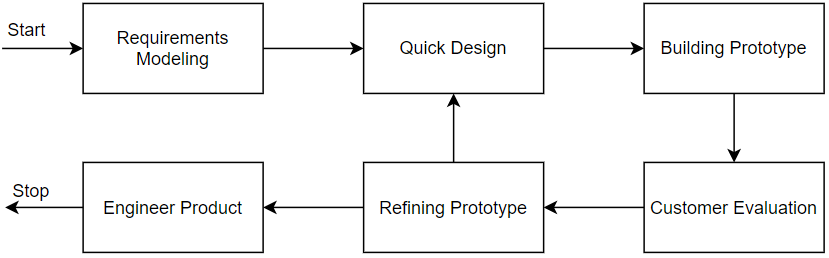 Start
Requirements
Modeling
Quick Design
Building Prototype
Stop
Engineer Product
Refining Prototype
Customer Evaluation